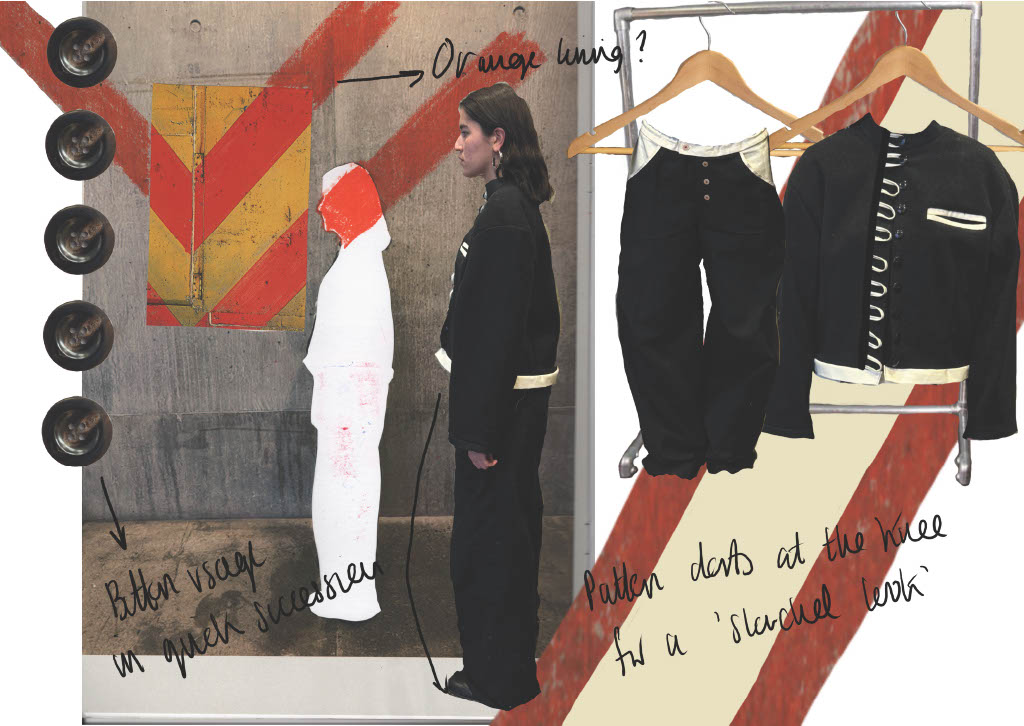 Orange lining?
Button usage
in quick succession
Pattern darts at the knee
for a 'slouched look'